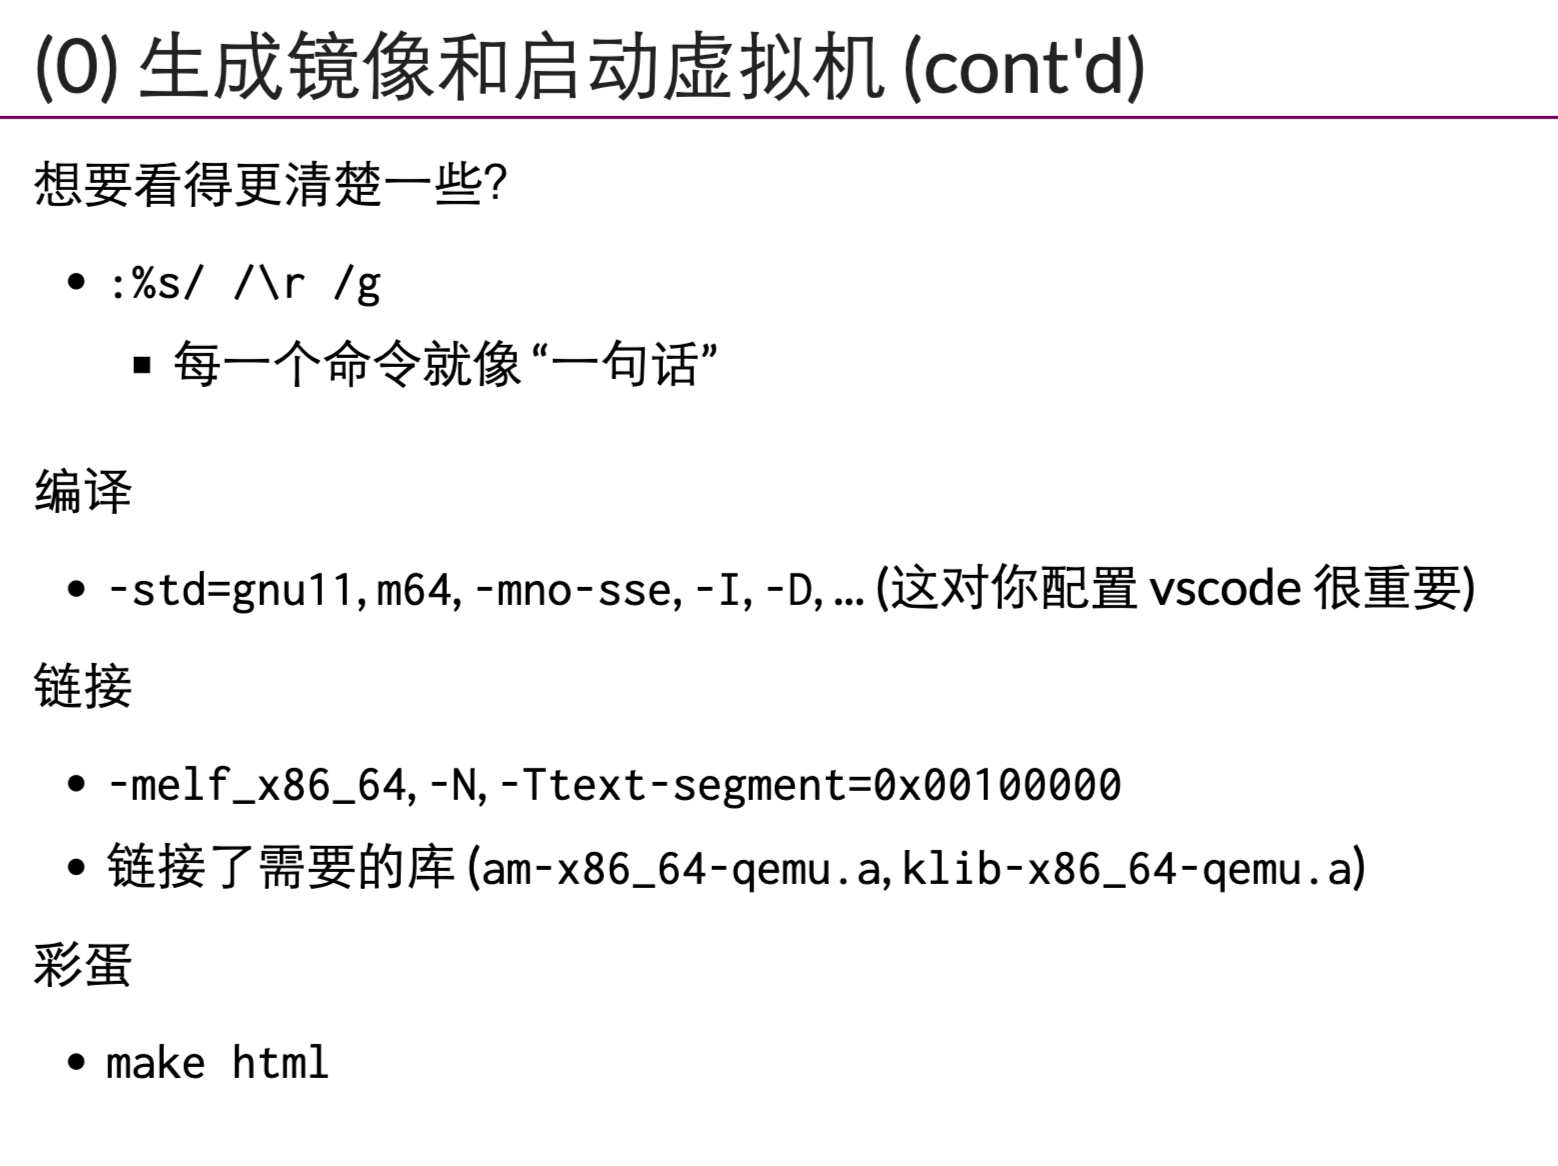 (0) 生成镜像和启动虚拟机 (cont'd)
想要看得更清楚一些?
• :%s/ /\r /g
▪ 每一个命令就像 “一句话”
编译
• -std=gnu11, m64, -mno-sse, -I, -D, ... (这对你配置 vscode 很重要)
链接
• -melf_x86_64, -N, -Ttext-segment=0x00100000
• 链接了需要的库 (am-x86_64-qemu.a, klib-x86_64-qemu.a)
彩蛋
• make html